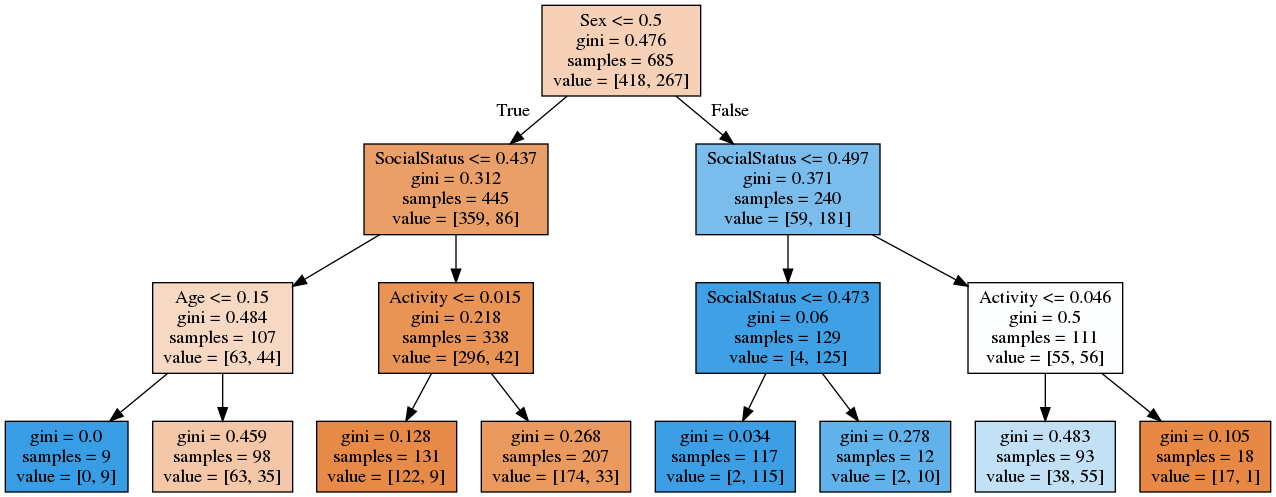 Sex <= 0.5
gini = 0.476
samples = 685
value = [418, 267]
True
False
SocialStatus <= 0.437
gini = 0.312
samples = 445
value = [359, 86]
SocialStatus <= 0.497
gini = 0.371
samples = 240
value = [59, 181]
Age <= 0.15
gini = 0.484
samples = 107
value = [63, 44]
Activity <= 0.015
gini = 0.218
samples = 338
value = [296, 42]
SocialStatus <= 0.473
gini = 0.06
samples = 129
value = [4, 125]
Activity <= 0.046
gini = 0.5
samples = 111
value = [55, 56]
gini = 0.0
samples = 9
value = [0, 9]
gini = 0.459
samples = 98
value = [63, 35]
gini = 0.128
samples = 131
value = [122, 9]
gini = 0.268
samples = 207
value = [174, 33]
gini = 0.034
samples = 117
value = [2, 115]
gini = 0.278
samples = 12
value = [2, 10]
gini = 0.483
samples = 93
value = [38, 55]
gini = 0.105
samples = 18
value = [17, 1]